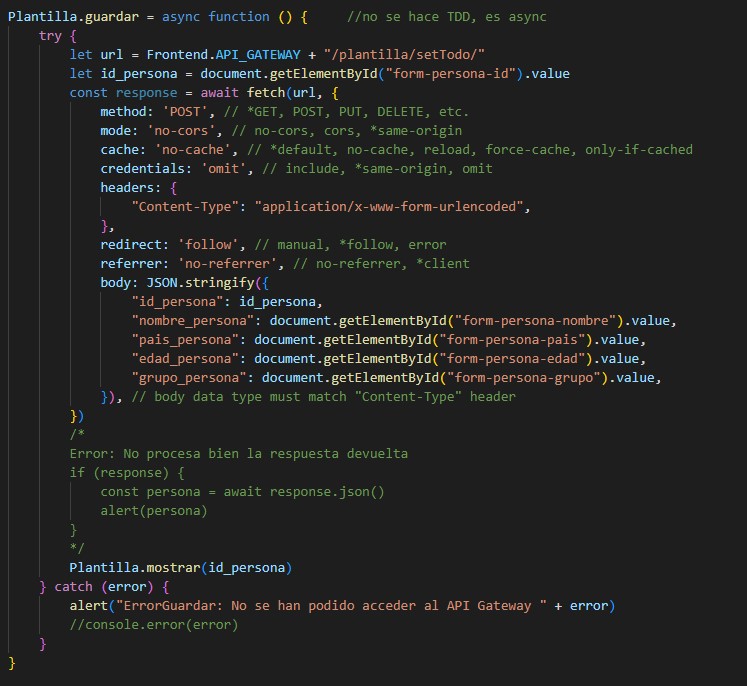 Plantilla.guardar = async function () {     //no se hace TDD, es async
    try {
        let url = Frontend.API_GATEWAY + "/plantilla/setTodo/"
        let id_persona = document.getElementById("form-persona-id").value
        const response = await fetch(url, {
            method: 'POST', // *GET, POST, PUT, DELETE, etc.
            mode: 'no-cors', // no-cors, cors, *same-origin
            cache: 'no-cache', // *default, no-cache, reload, force-cache, only-if-cached
            credentials: 'omit', // include, *same-origin, omit
            headers: {
                "Content-Type": "application/x-www-form-urlencoded",
            },
            redirect: 'follow', // manual, *follow, error
            referrer: 'no-referrer', // no-referrer, *client
            body: JSON.stringify({
                "id_persona": id_persona,
                "nombre_persona": document.getElementById("form-persona-nombre").value,
                "pais_persona": document.getElementById("form-persona-pais").value,
                "edad_persona": document.getElementById("form-persona-edad").value,
                "grupo_persona": document.getElementById("form-persona-grupo").value,
            }), // body data type must match "Content-Type" header
        })
        /*
        Error: No procesa bien la respuesta devuelta
        if (response) {
            const persona = await response.json()
            alert(persona)
        }
        */
        Plantilla.mostrar(id_persona)
    } catch (error) {
        alert("ErrorGuardar: No se han podido acceder al API Gateway " + error)
        //console.error(error)
    }
}